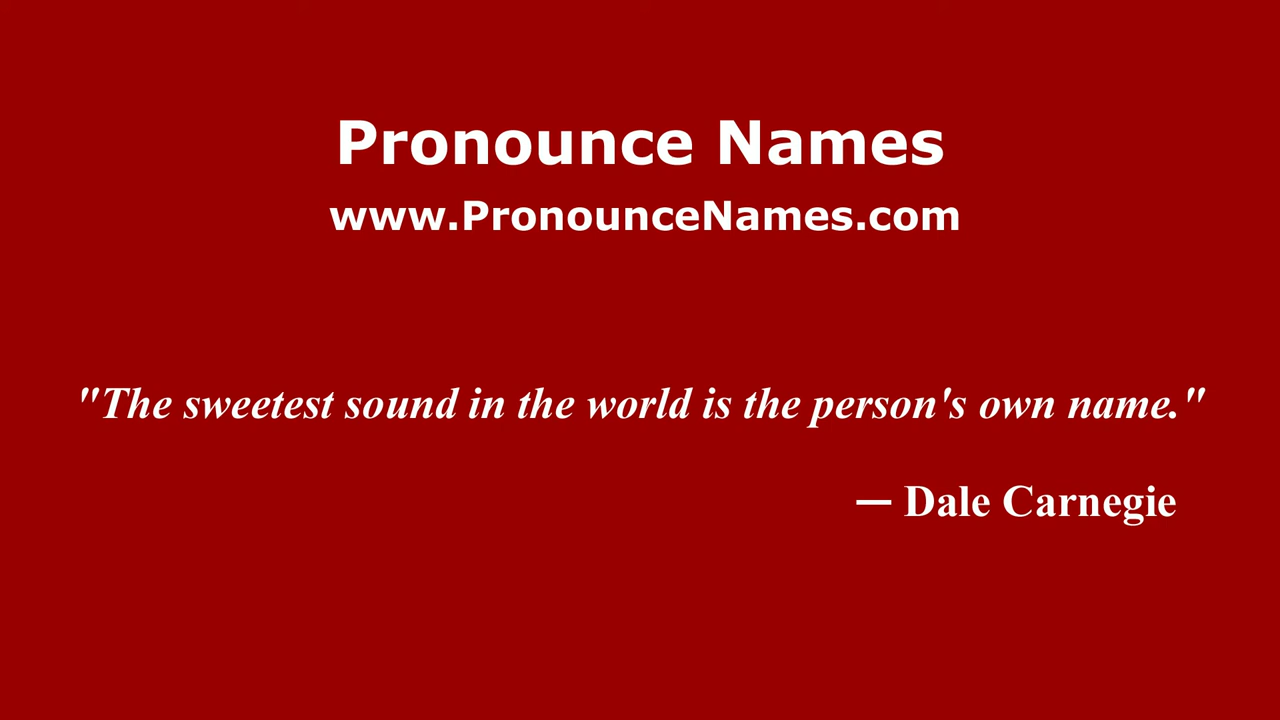 Pronounce Names
www.PronounceNames.com
"The sweetest sound in the world is the person's own name."
— Dale Carnegie